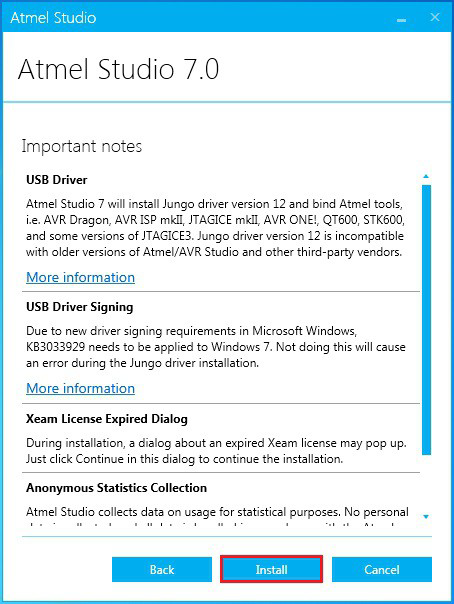 Atmel Studio
Atmel Studio 7.0
Important notes
USB Driver
Atmel Studio 7 will install Jungo driver version 12 and bind Atmel tools,
i.e. AVR Dragon, AVR ISP mkII, JTAGICE mkII, AVR ONE!, QT600, STK600,
and some versions of JTAGICE3. Jungo driver version 12 is incompatible
with older versions of Atmel/AVR Studio and other third-party vendors.
More information
USB Driver Signing
Due to new driver signing requirements in Microsoft Windows,
KB3033929 needs to be applied to Windows 7. Not doing this will cause
an error during the Jungo driver installation.
More information
Xeam License Expired Dialog
During installation, a dialog about an expired Xeam license may pop up.
Just click Continue in this dialog to continue the installation.
Anonymous Statistics Collection
Atmel Studio collects data on usage for statistical purposes. No personal
Back
Install
Cancel